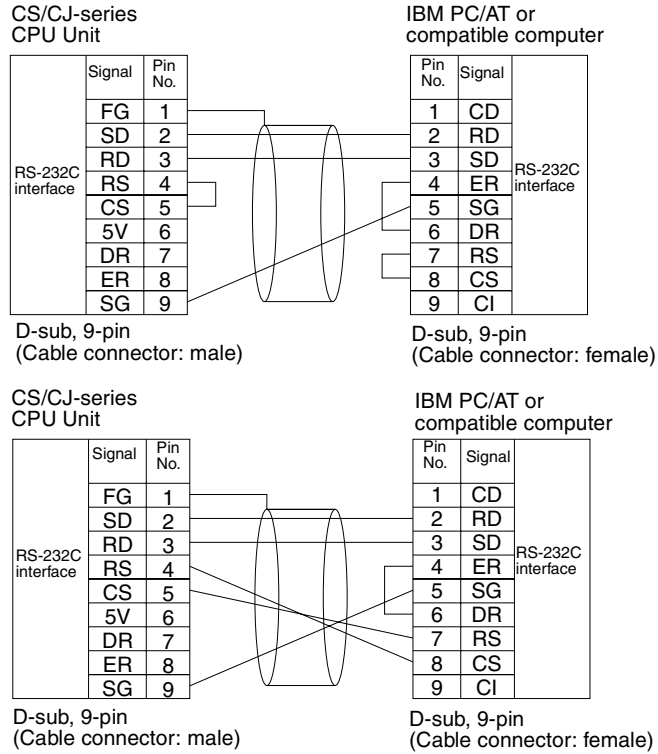 CS/CJ-series
CPU Unit
IBM PC/AT or
compatible computer
Signal Pin No.
Pin No. Signal
RS-232C
interface
FG 1
SD 2
RD 3
RS 4
CS 5
5V 6
DR 7
ER 8
SG 9
1 CD
2 RD
3 SD
4 ER
5 SG
6 DR
7 RS
8 CS
9 CI
RS-232C
interface
D-sub, 9-pin
(Cable connector: male)
D-sub, 9-pin
(Cable connector: female)
CS/CJ-series
CPU Unit
IBM PC/AT or
compatible computer
Signal Pin No.
Pin No. Signal
RS-232C
interface
FG 1
SD 2
RD 3
RS 4
CS 5
5V 6
DR 7
ER 8
SG 9
1 CD
2 RD
3 SD
4 ER
5 SG
6 DR
7 RS
8 CS
9 CI
RS-232C
interface
D-sub, 9-pin
(Cable connector: male)
D-sub, 9-pin
(Cable connector: female)